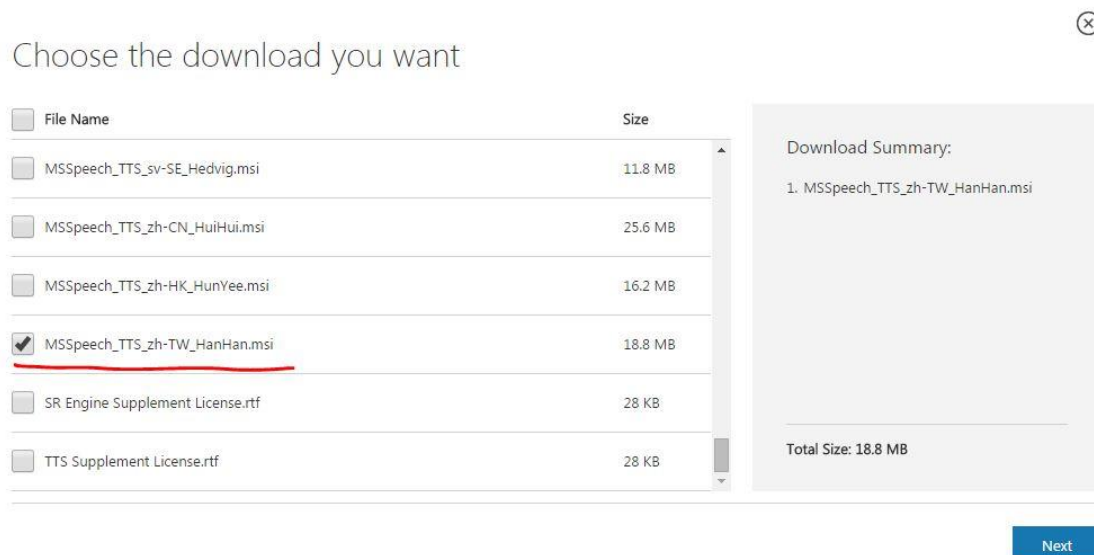 Choose the download you want
File Name Size
MSSpeech_TTS_sv-SE_Hedvig.msi 11.8 MB
MSSpeech_TTS_zh-CN_HuiHui.msi 25.6 MB
MSSpeech_TTS_zh-HK_HunYee.msi 16.2 MB
MSSpeech_TTS_zh-TW_HanHan.msi 18.8 MB
SR Engine Supplement License.rtf 28 KB
TTS Supplement License.rtf 28 KB
Download Summary:
1. MSSpeech_TTS_zh-TW_HanHan.msi
Total Size: 18.8 MB
Next